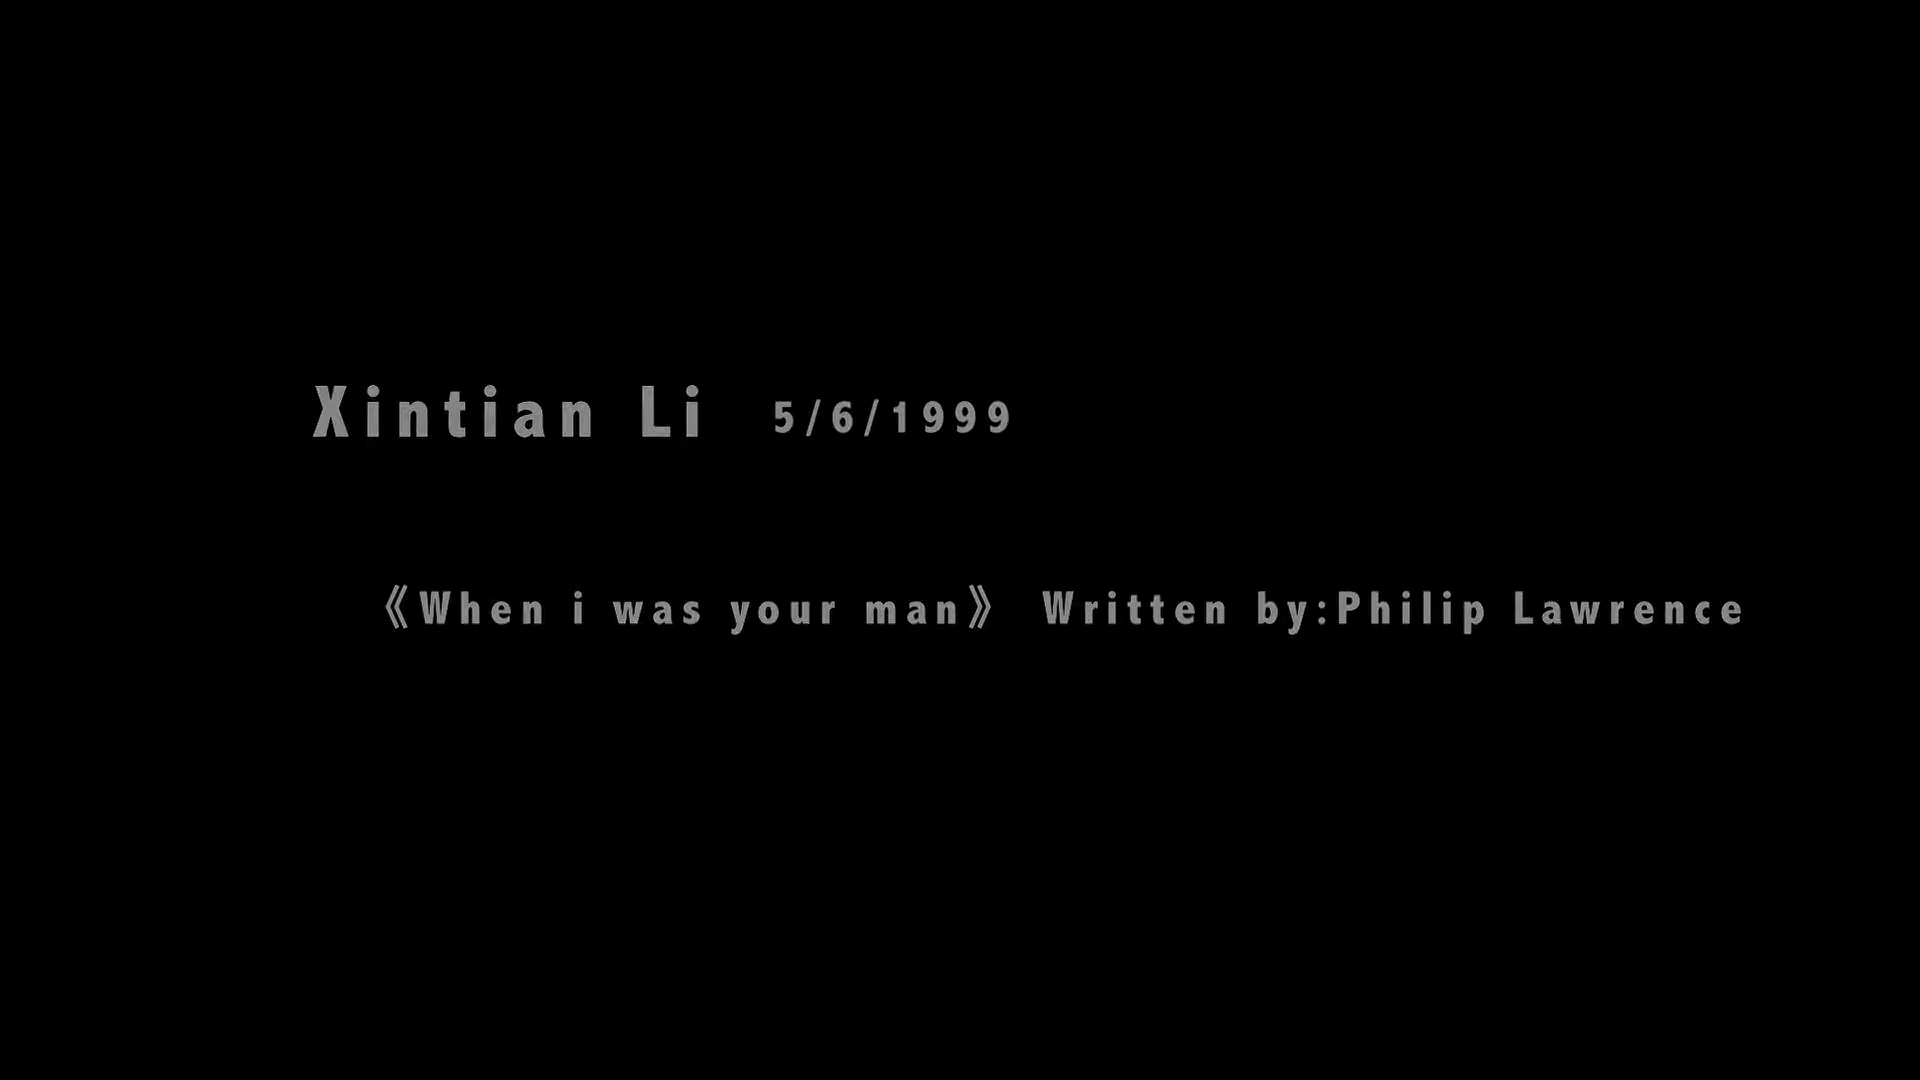 Xintian Li 5/6/1999
《When i was your man》 Written by:Philip Lawrence